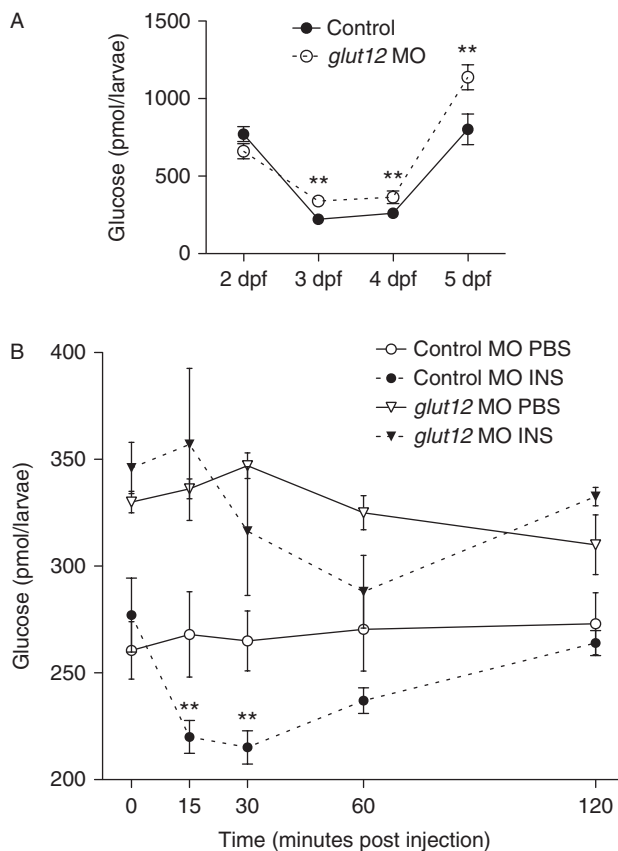 A
Control
glut12 MO
Glucose (pmol/larvae)
1500
1000
500
0
**
**
**
2 dpf 3 dpf 4 dpf 5 dpf
B
Control MO PBS
Control MO INS
glut12 MO PBS
glut12 MO INS
Glucose (pmol/larvae)
400
350
300
250
200
** **
0 15 30 60 120
Time (minutes post injection)